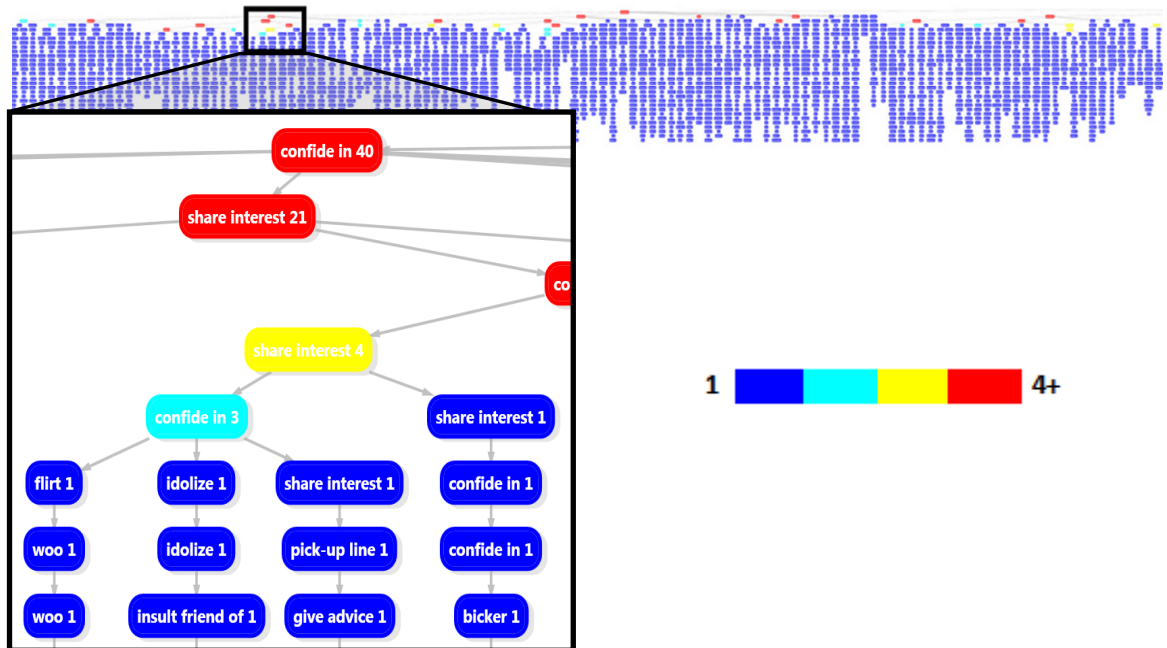 confide in 40
share interest 21
co
share interest 4
confide in 3
share interest 1
flirt 1
idolize 1
share interest 1
confide in 1
woo 1
idolize 1
pick-up line 1
confide in 1
woo 1
insult friend of 1
give advice 1
bicker 1
1
4+